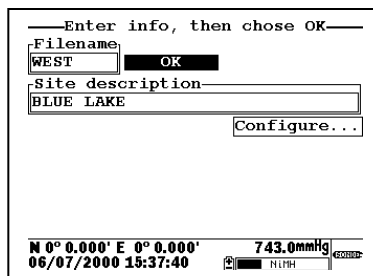 Enter info, then chose OK
Filename
WEST OK
Site description
BLUE LAKE
Configure...
N 0° 0.000' E 0° 0.000' 743.0mmHg
06/07/2000 15:37:40 NiMH
SONDE